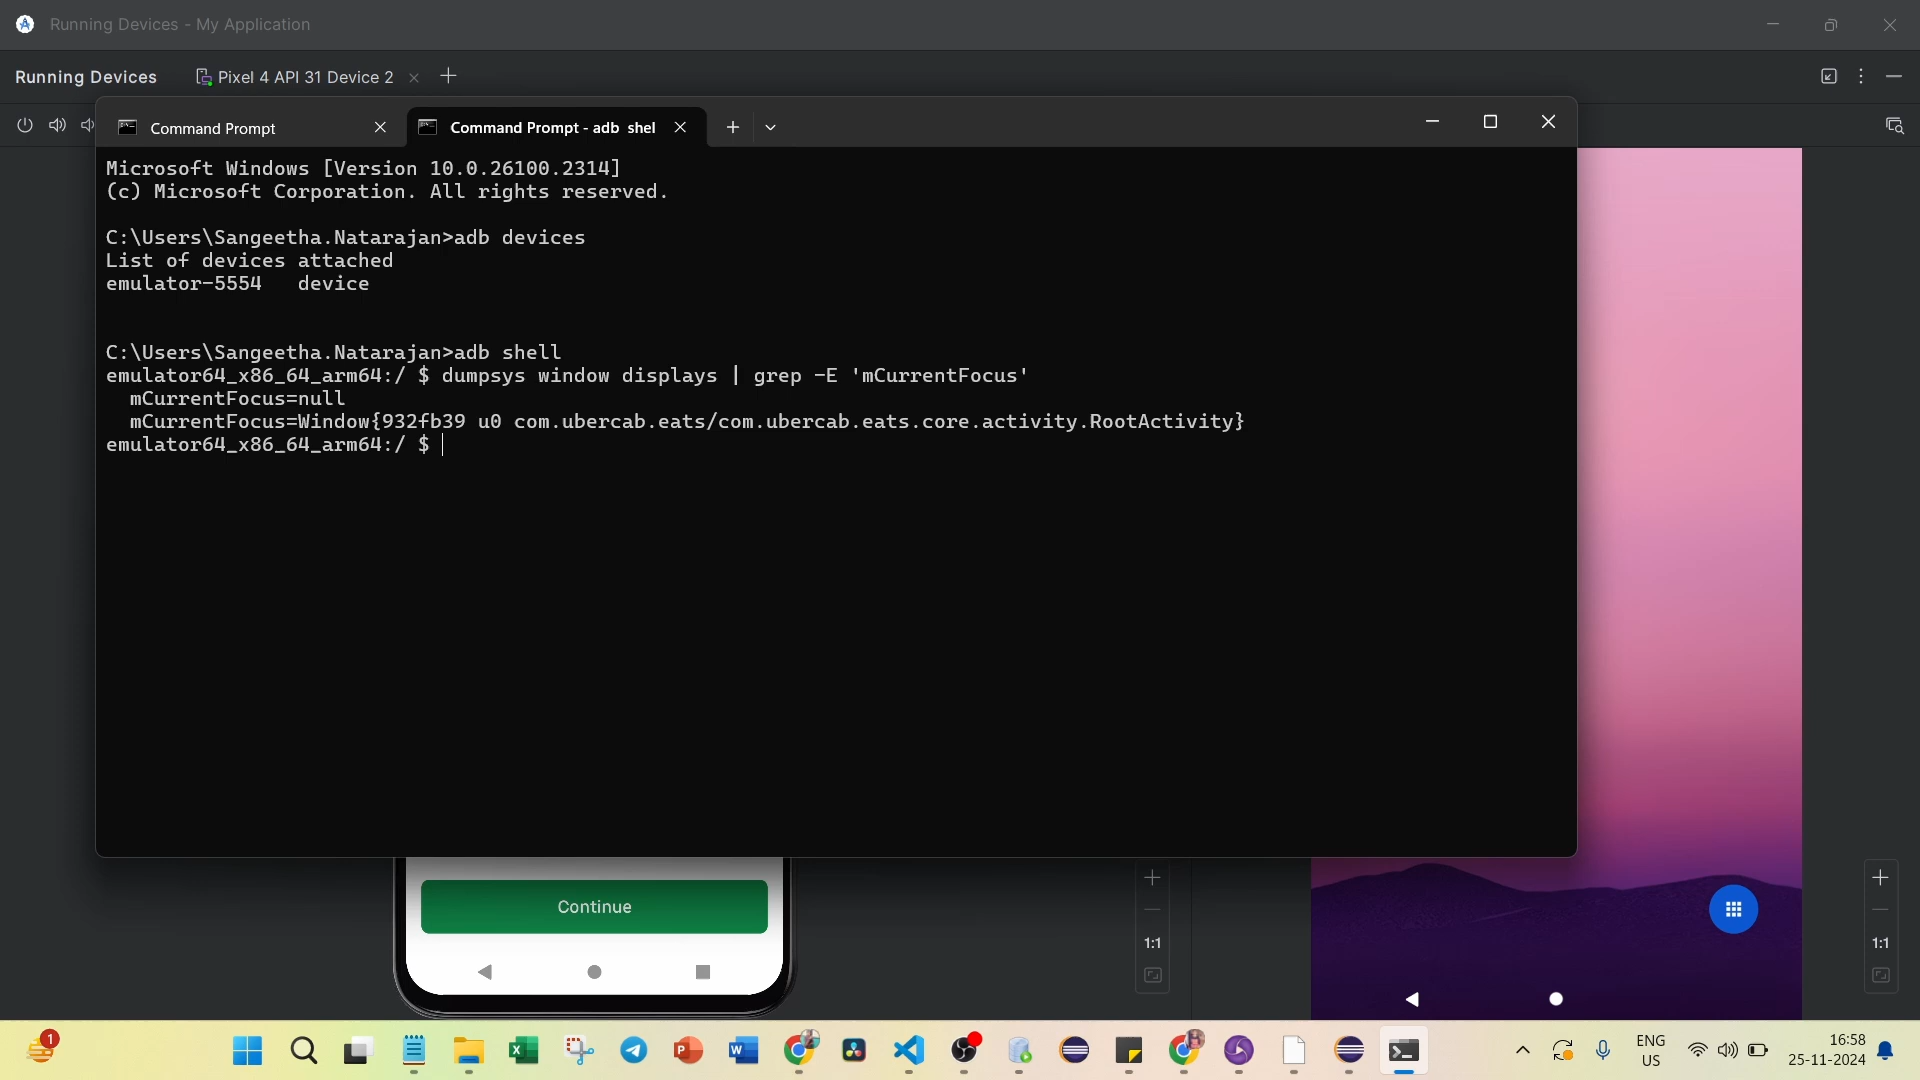 Running Devices - My Application
Running Devices
Pixel 4 API 31 Device 2
Command Prompt
Command Prompt - adb shel
Microsoft Windows [Version 10.0.26100.2314]
(c) Microsoft Corporation. All rights reserved.
C:\Users\Sangeetha.Natarajan>adb devices
List of devices attached
emulator-5554   device
C:\Users\Sangeetha.Natarajan>adb shell
emulator64_x86_64_arm64:/ $ dumpsys window displays | grep -E 'mCurrentFocus'
mCurrentFocus=null
mCurrentFocus=Window{932fb39 u0 com.ubercab.eats/com.ubercab.eats.core.activity.RootActivity}
emulator64_x86_64_arm64:/ $
Continue
1:1
1:1
1
ENG
US
16:58
25-11-2024